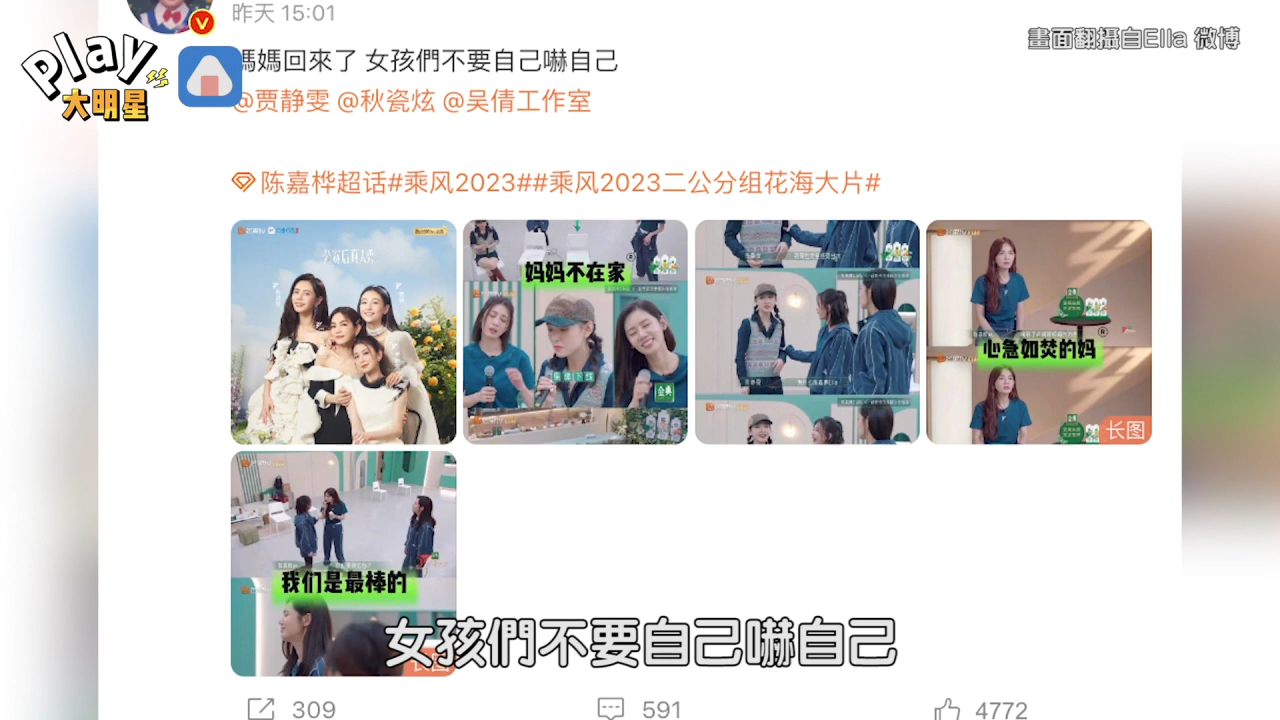 昨天 15:01
畫面翻攝自Ella 微博
Play
大明星
媽媽回來了 女孩們不要自己嚇自己
@贾静雯 @秋瓷炫 @吴倩工作室
陈嘉桦超话#乘风2023##乘风2023二公分组花海大片#
妈妈不在家
金典
心急如焚的妈
长图
我们是最棒的
长图
女孩們不要自己嚇自己
309
591
4772